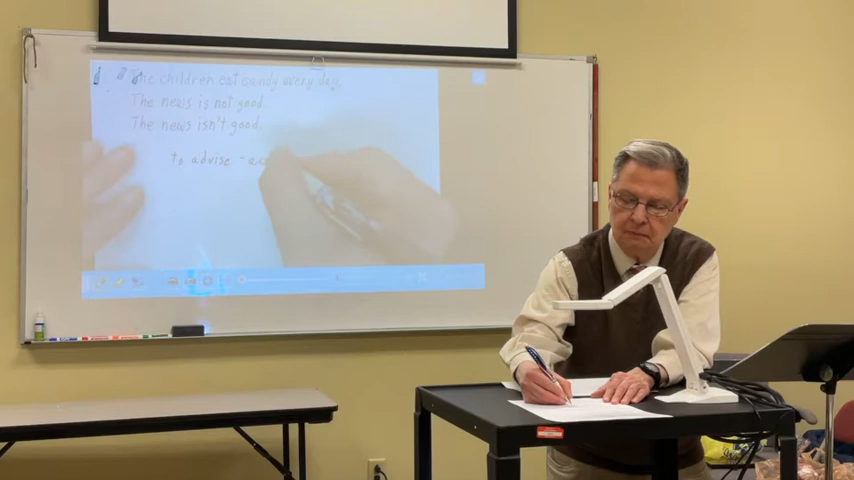 The children eat candy every day.
The news is not good.
The news isn't good.
to advise -